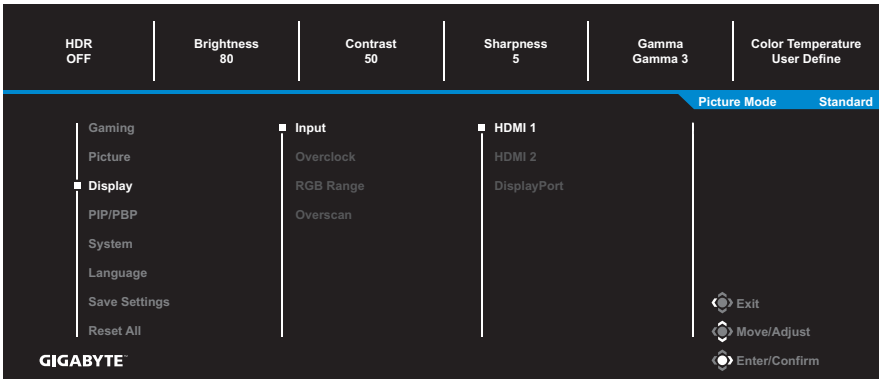 HDR Brightness Contrast Sharpness Gamma Color Temperature
OFF 80 50 5 Gamma 3 User Define
Picture Mode Standard
Gaming Input HDMI 1
Picture Overclock HDMI 2
Display RGB Range DisplayPort
PIP/PBP Overscan
System
Language
Save Settings Exit
Reset All Move/Adjust
GIGABYTE™ Enter/Confirm